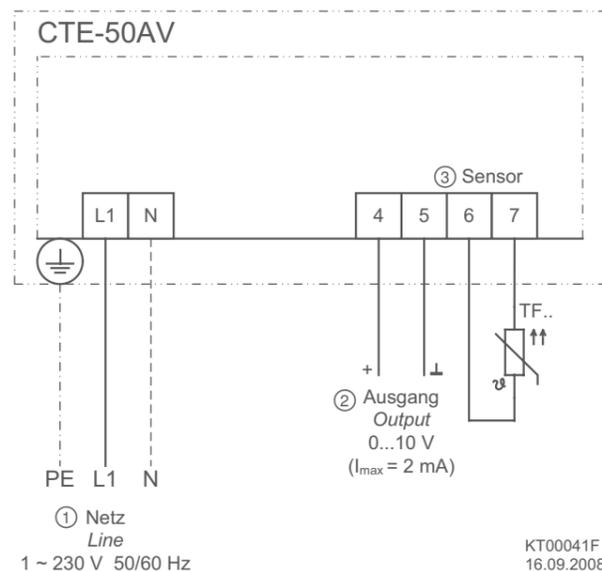 CTE-50AV
③ Sensor
L1 N 4 5 6 7
TF..
+ ⊥ ϑ
② Ausgang
Output
0...10 V
(Imax = 2 mA)
PE L1 N
① Netz
Line
1 ~ 230 V 50/60 Hz
KT00041F
16.09.2008